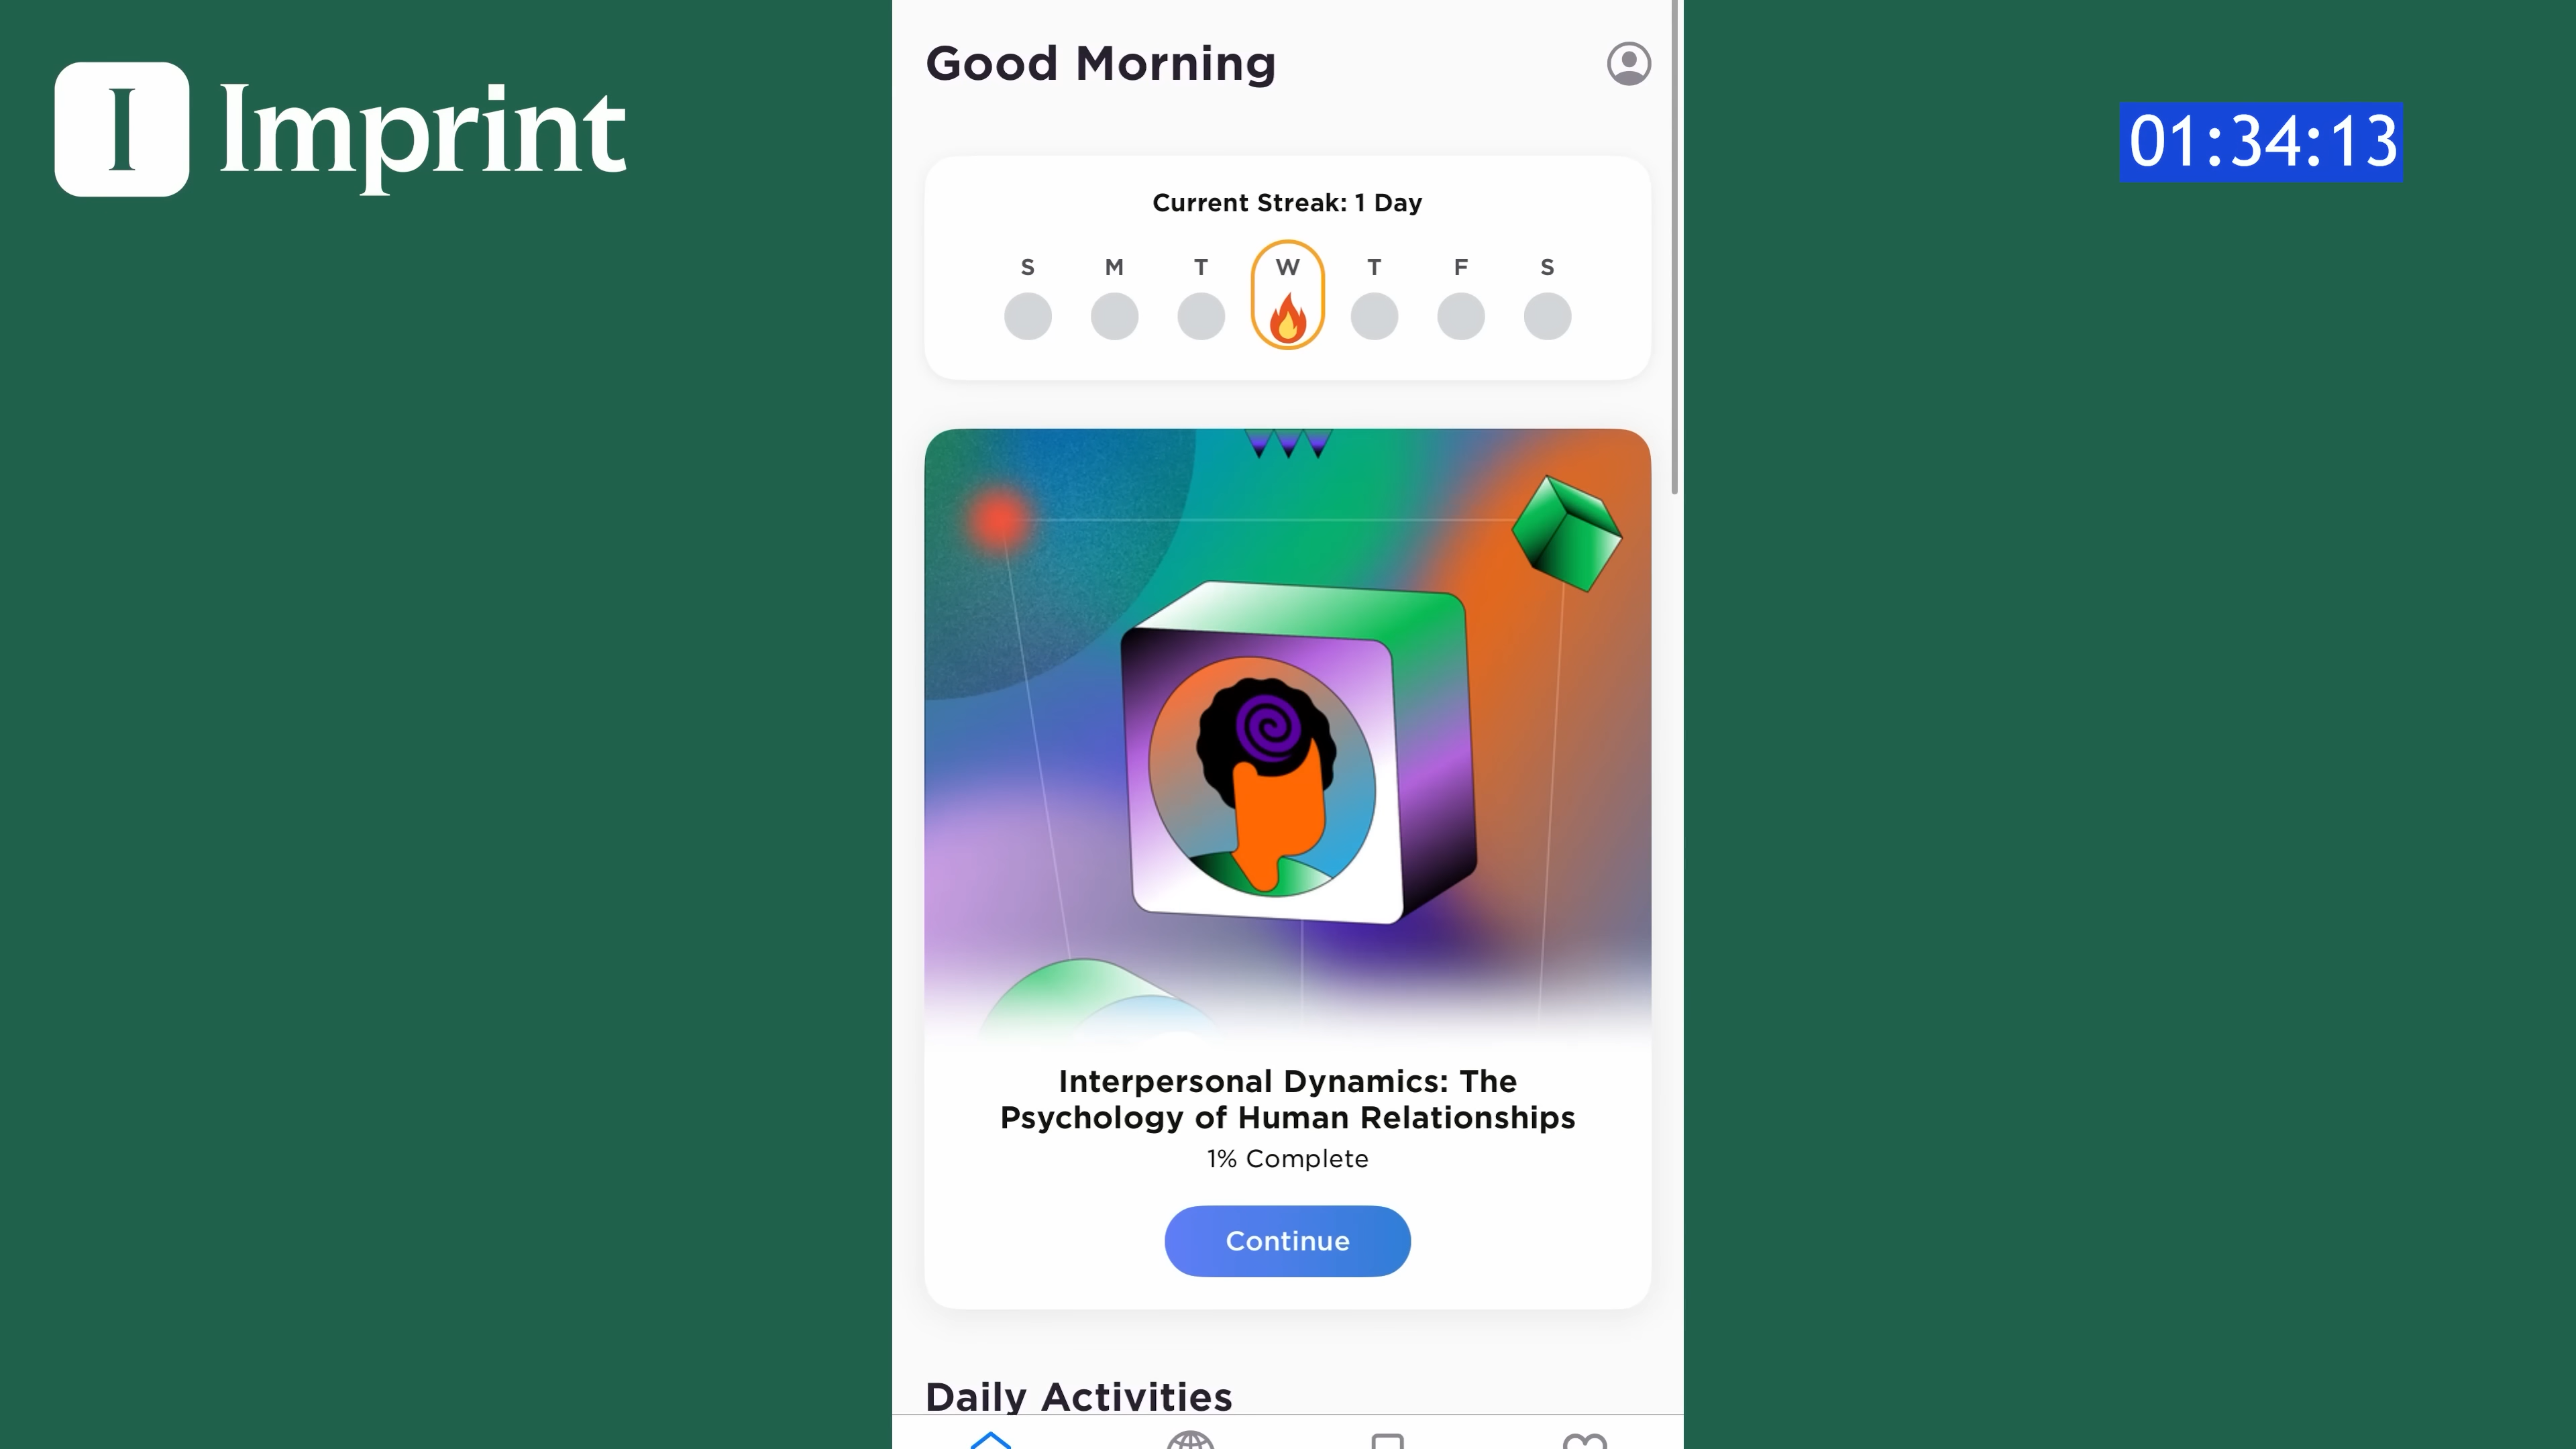 I Imprint
01:34:13
Good Morning
Current Streak: 1 Day
S M T W T F S
Interpersonal Dynamics: The
Psychology of Human Relationships
1% Complete
Continue
Daily Activities